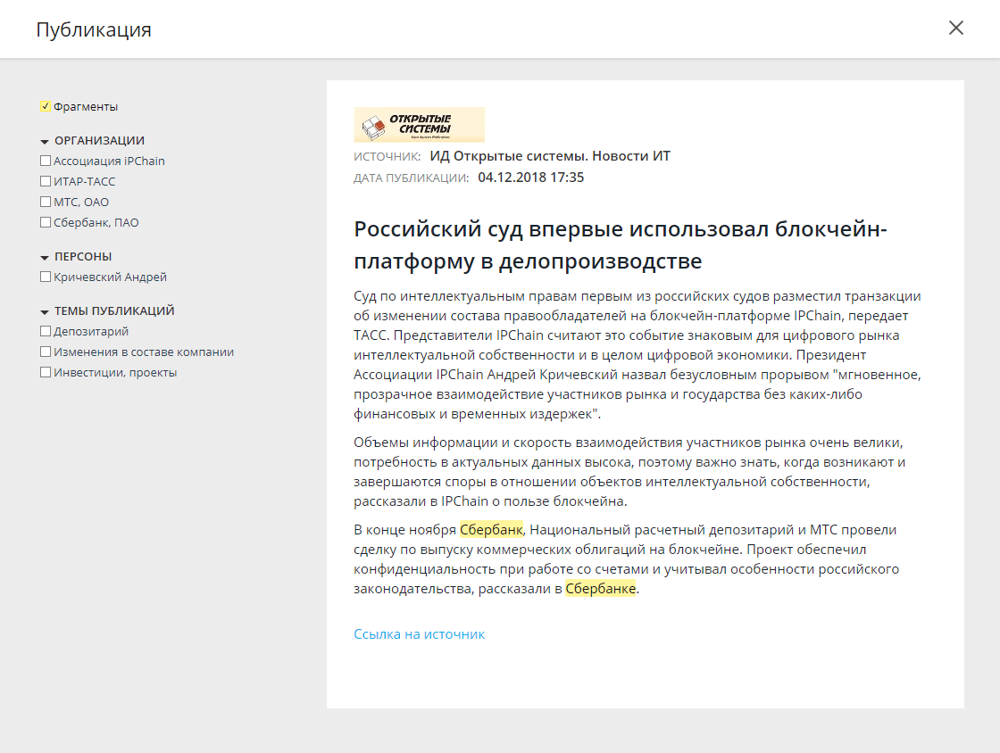 Публикация
Фрагменты
ОРГАНИЗАЦИИ
Ассоциация iPChain
ИТАР-ТАСС
МТС, ОАО
Сбербанк, ПАО
ПЕРСОНЫ
Кричевский Андрей
ТЕМЫ ПУБЛИКАЦИЙ
Депозитарий
Изменения в составе компании
Инвестиции, проекты
ОТКРЫТЫЕ
СИСТЕМЫ
ИСТОЧНИК: ИД Открытые системы. Новости ИТ
ДАТА ПУБЛИКАЦИИ: 04.12.2018 17:35
Российский суд впервые использовал блокчейн-
платформу в делопроизводстве
Суд по интеллектуальным правам первым из российских судов разместил транзакции
об изменении состава правообладателей на блокчейн-платформе IPChain, передает
ТАСС. Представители IPChain считают это событие знаковым для цифрового рынка
интеллектуальной собственности и в целом цифровой экономики. Президент
Ассоциации IPChain Андрей Кричевский назвал безусловным прорывом "мгновенное,
прозрачное взаимодействие участников рынка и государства без каких-либо
финансовых и временных издержек".
Объемы информации и скорость взаимодействия участников рынка очень велики,
потребность в актуальных данных высока, поэтому важно знать, когда возникают и
завершаются споры в отношении объектов интеллектуальной собственности,
рассказали в IPChain о пользе блокчейна.
В конце ноября Сбербанк, Национальный расчетный депозитарий и МТС провели
сделку по выпуску коммерческих облигаций на блокчейне. Проект обеспечил
конфиденциальность при работе со счетами и учитывал особенности российского
законодательства, рассказали в Сбербанке.
Ссылка на источник